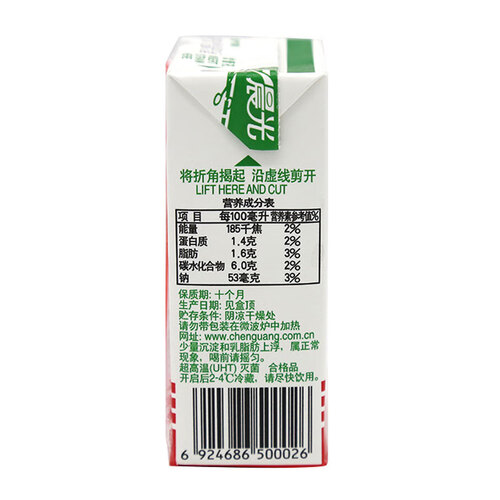 晨光
将折角揭起 沿虚线剪开
LIFT HERE AND CUT
营养成分表
项 目 每100毫升 营养素参考值%
能量 185千焦 2%
蛋白质 1.4克 2%
脂肪 1.6克 3%
碳水化合物 6.0克 2%
钠 53毫克 3%
保质期: 十个月
生产日期: 见盒顶
贮存条件: 阴凉干燥处
请勿带包装在微波炉中加热
网址: www.chenguang.com.cn
少量沉淀和乳脂肪上浮, 属正常
现象, 喝前请摇匀。
超高温(UHT) 灭菌 合格品
开启后2-4℃冷藏, 请尽快饮用。
6 924686 500026